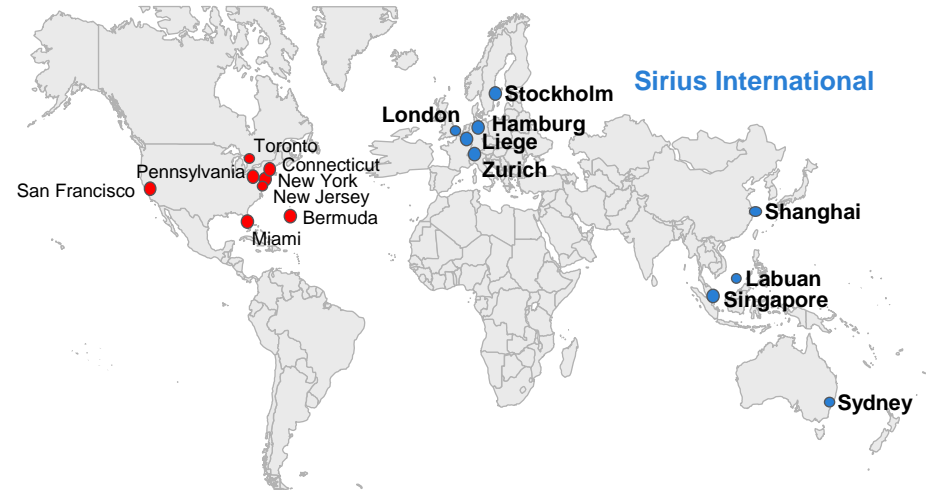 Sirius International
Stockholm
London
Hamburg
Liege
Zurich
Toronto
Connecticut
Pennsylvania
New York
San Francisco
New Jersey
Bermuda
Miami
Shanghai
Labuan
Singapore
Sydney